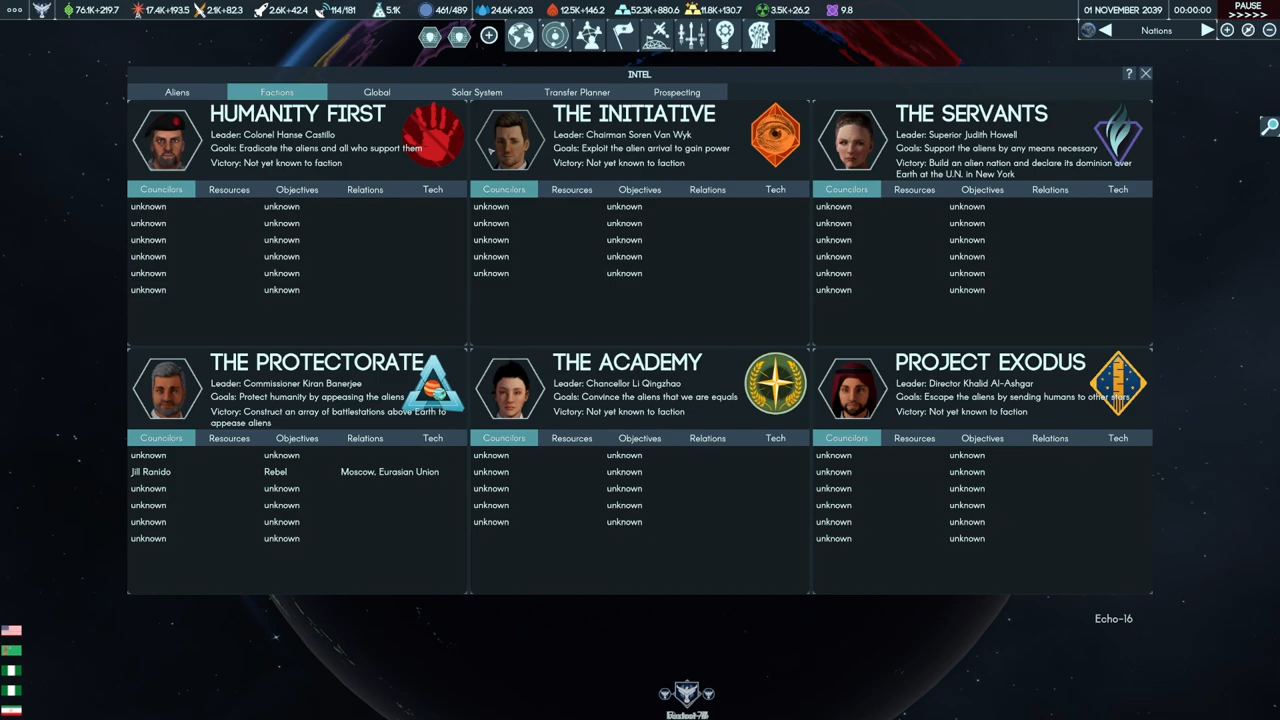 76.1K+219.7 17.4K+193.5 2.1K+82.3 2.6K+42.4 114/181 5.1K 461/489 24.6K+203 12.5K+146.2 52.3K+880.6 11.8K+130.7 3.5K+26.2 9.8 01 NOVEMBER 2039 00:00:00 PAUSE
>>>>>
Nations
INTEL
?
Aliens Factions Global Solar System Transfer Planner Prospecting
HUMANITY FIRST
Leader: Colonel Hanse Castillo
Goals: Eradicate the aliens and all who support them
Victory: Not yet known to faction
Councilors Resources Objectives Relations Tech
unknown unknown
unknown unknown
unknown unknown
unknown unknown
unknown unknown
unknown unknown
THE INITIATIVE
Leader: Chairman Soren Van Wyk
Goals: Exploit the alien arrival to gain power
Victory: Not yet known to faction
Councilors Resources Objectives Relations Tech
unknown unknown
unknown unknown
unknown unknown
unknown unknown
unknown unknown
THE SERVANTS
Leader: Superior Judith Howell
Goals: Support the aliens by any means necessary
Victory: Build an alien nation and declare its dominion over
Earth at the U.N. in New York
Councilors Resources Objectives Relations Tech
unknown unknown
unknown unknown
unknown unknown
unknown unknown
unknown unknown
unknown unknown
THE PROTECTORATE
Leader: Commissioner Kiran Banerjee
Goals: Protect humanity by appeasing the aliens
Victory: Construct an array of battlestations above Earth to
appease aliens
Councilors Resources Objectives Relations Tech
unknown unknown
Jill Ranido Rebel Moscow, Eurasian Union
unknown unknown
unknown unknown
unknown unknown
unknown unknown
THE ACADEMY
Leader: Chancellor Li Qingzhao
Goals: Convince the aliens that we are equals
Victory: Not yet known to faction
Councilors Resources Objectives Relations Tech
unknown unknown
unknown unknown
unknown unknown
unknown unknown
unknown unknown
PROJECT EXODUS
Leader: Director Khalid Al-Ashgar
Goals: Escape the aliens by sending humans to other stars
Victory: Not yet known to faction
Councilors Resources Objectives Relations Tech
unknown unknown
unknown unknown
unknown unknown
unknown unknown
unknown unknown
unknown unknown
Echo-16